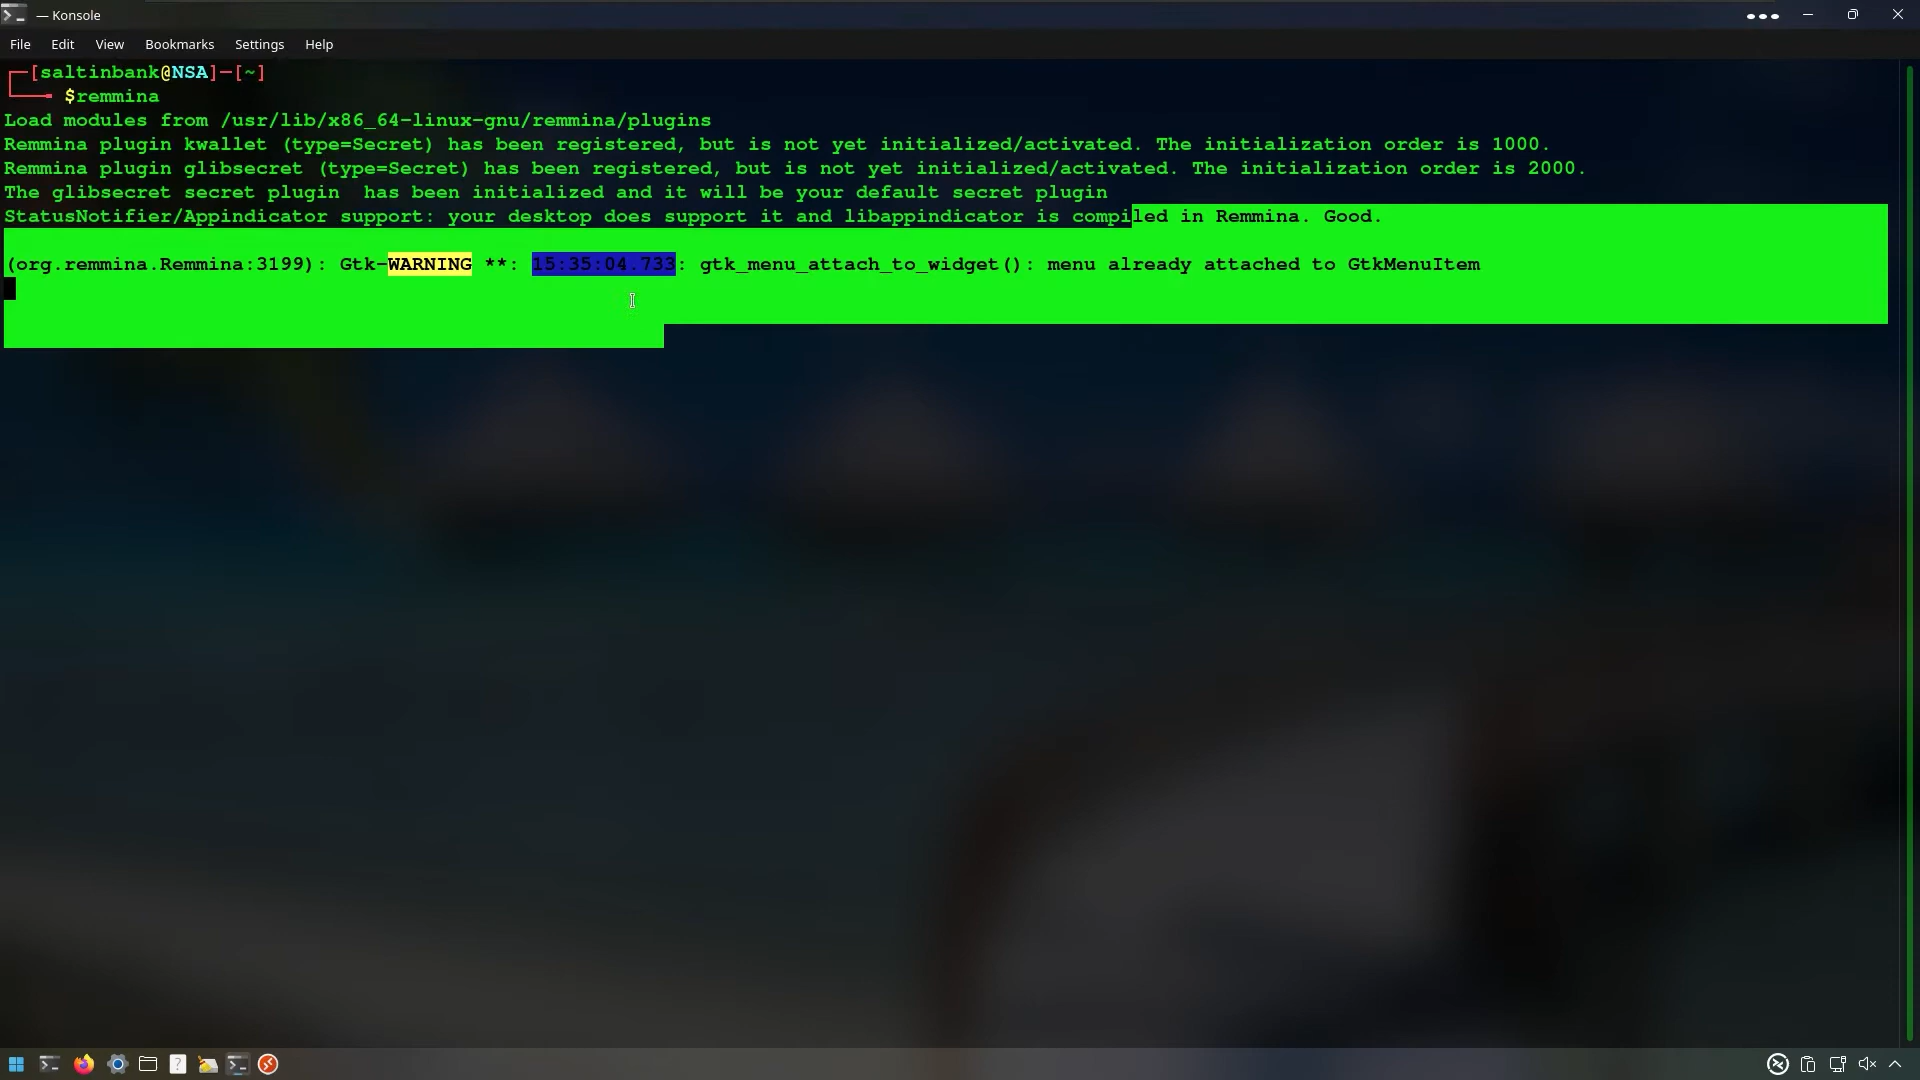 — Konsole
File Edit View Bookmarks Settings Help
┌─[saltinbank@NSA]─[~]
└──╼ $remmina
Load modules from /usr/lib/x86_64-linux-gnu/remmina/plugins
Remmina plugin kwallet (type=Secret) has been registered, but is not yet initialized/activated. The initialization order is 1000.
Remmina plugin glibsecret (type=Secret) has been registered, but is not yet initialized/activated. The initialization order is 2000.
The glibsecret secret plugin  has been initialized and it will be your default secret plugin
StatusNotifier/Appindicator support: your desktop does support it and libappindicator is compiled in Remmina. Good.
(org.remmina.Remmina:3199): Gtk-WARNING **: 15:35:04.733: gtk_menu_attach_to_widget(): menu already attached to GtkMenuItem